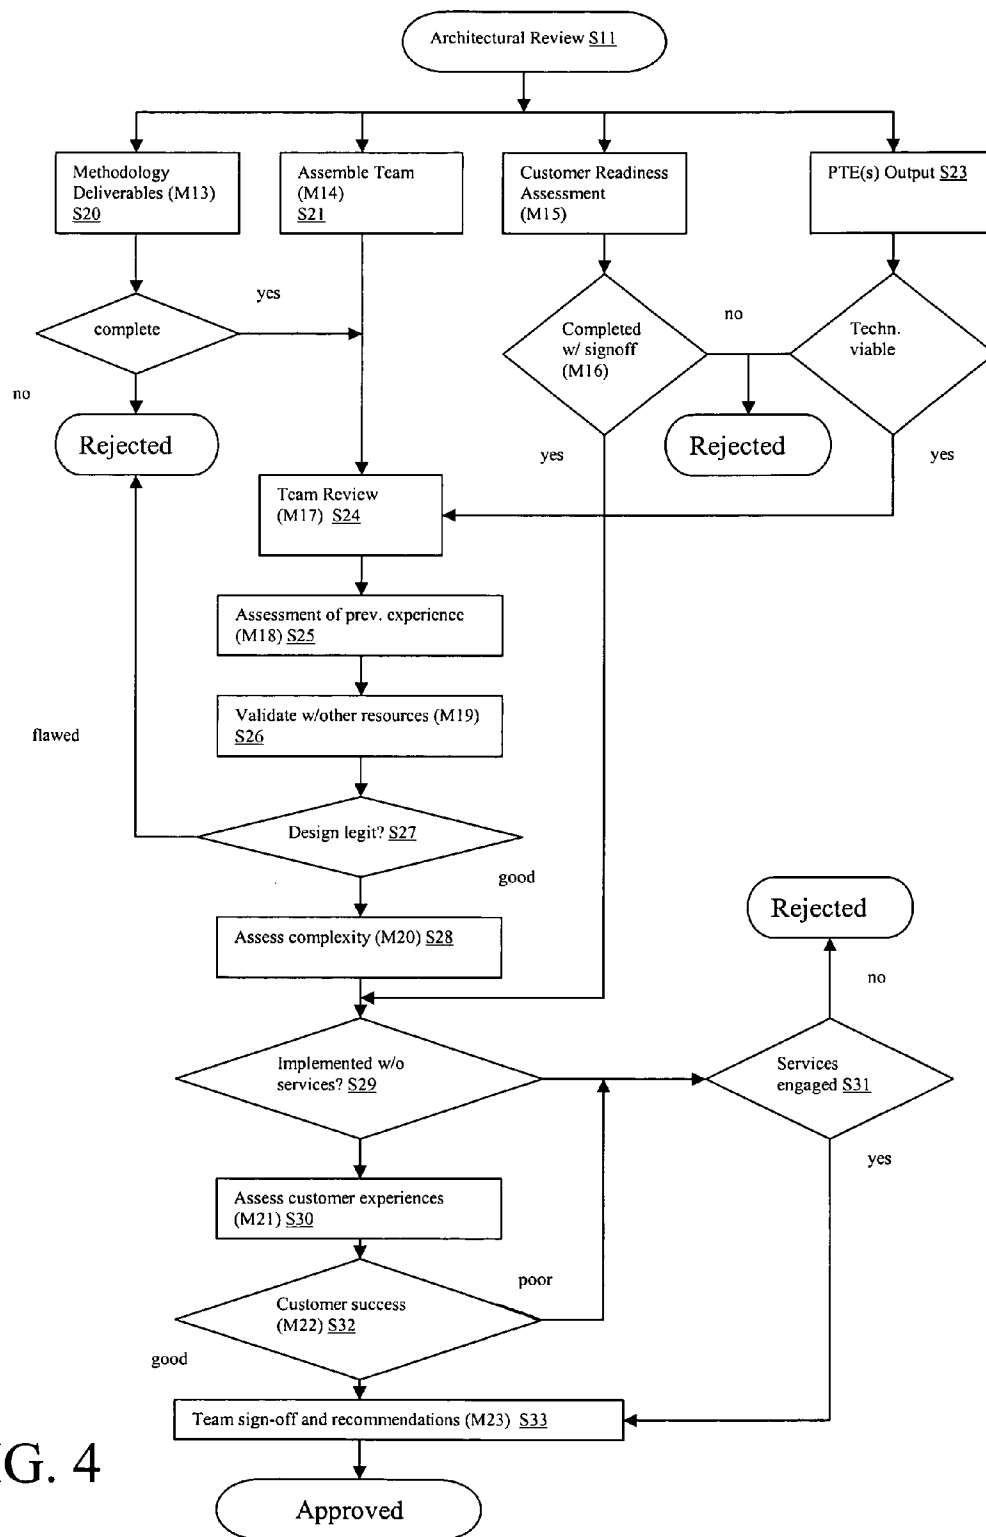 Architectural Review S11
Methodology
Deliverables (M13)
S20
Assemble Team
(M14)
S21
Customer Readiness
Assessment
(M15)
PTE(s) Output S23
yes
complete
no
Completed
w/ signoff
(M16)
no
Techn.
viable
Rejected
Rejected
yes
yes
Team Review
(M17) S24
Assessment of prev. experience
(M18) S25
Validate w/other resources (M19)
S26
flawed
Design legit? S27
good
Rejected
Assess complexity (M20) S28
no
Implemented w/o
services? S29
Services
engaged S31
yes
Assess customer experiences
(M21) S30
poor
Customer success
(M22) S32
good
Team sign-off and recommendations (M23) S33
Approved
IG. 4